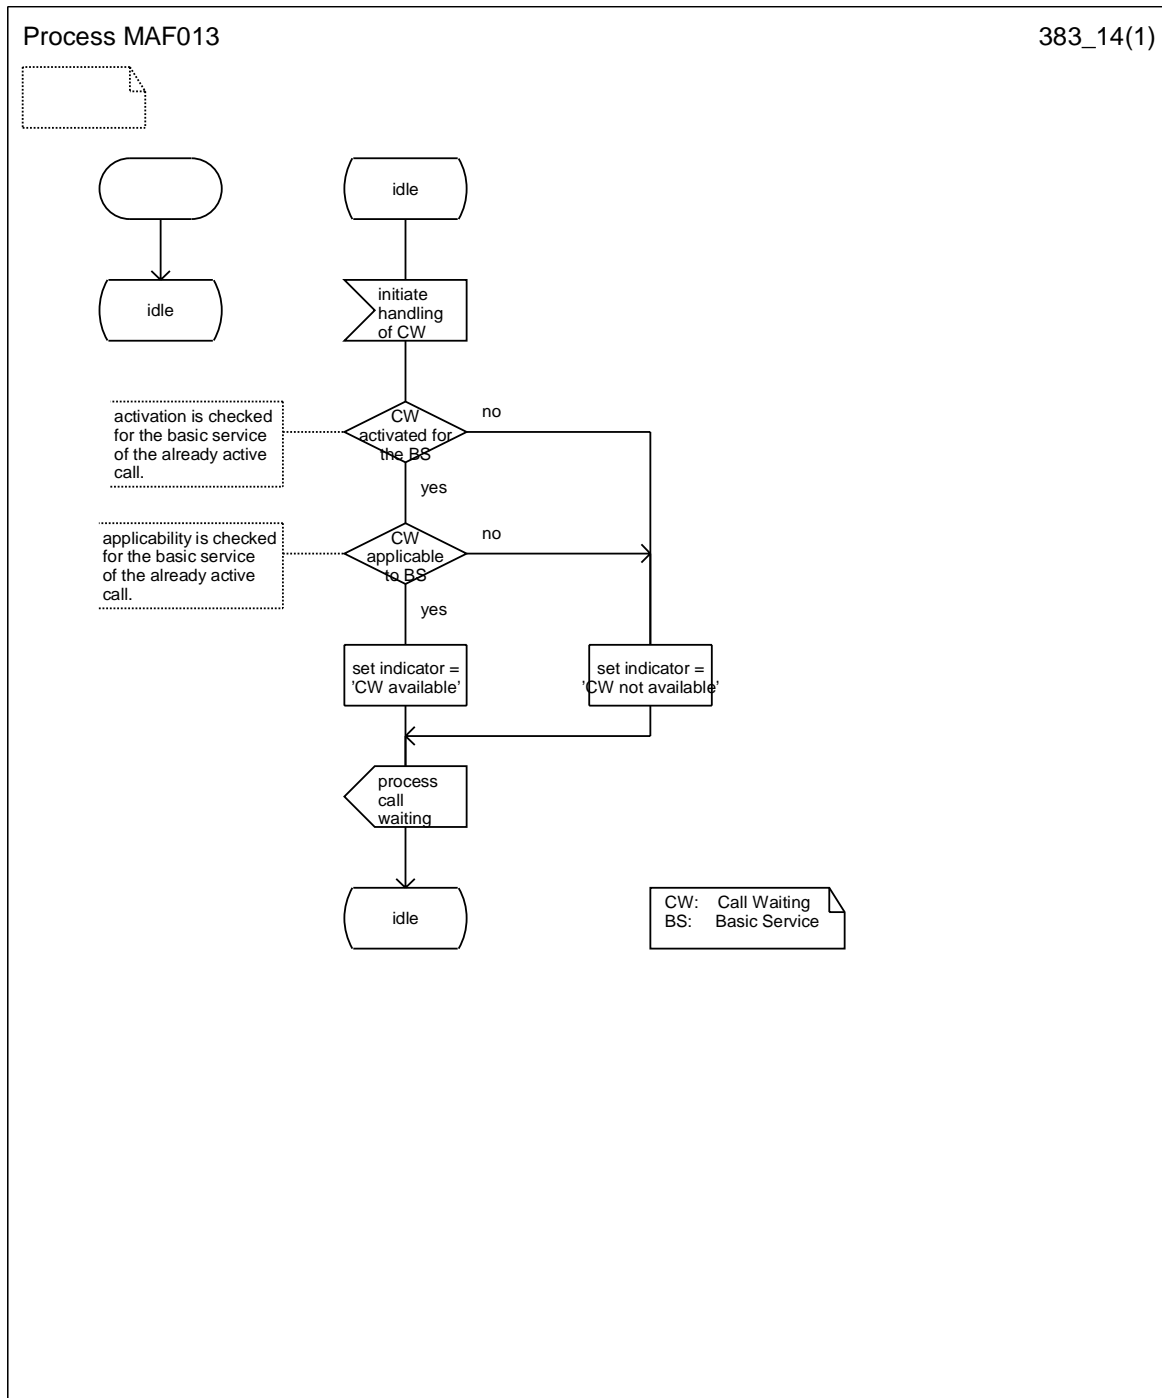 Process MAF013
383_14(1)
idle
idle
initiate
handling
of CW
activation is checked
for the basic service
of the already active
call.
CW
activated for
the BS
no
yes
applicability is checked
for the basic service
of the already active
call.
CW
applicable
to BS
no
yes
set indicator =
'CW available'
set indicator =
'CW not available'
process
call
waiting
idle
CW: Call Waiting
BS: Basic Service